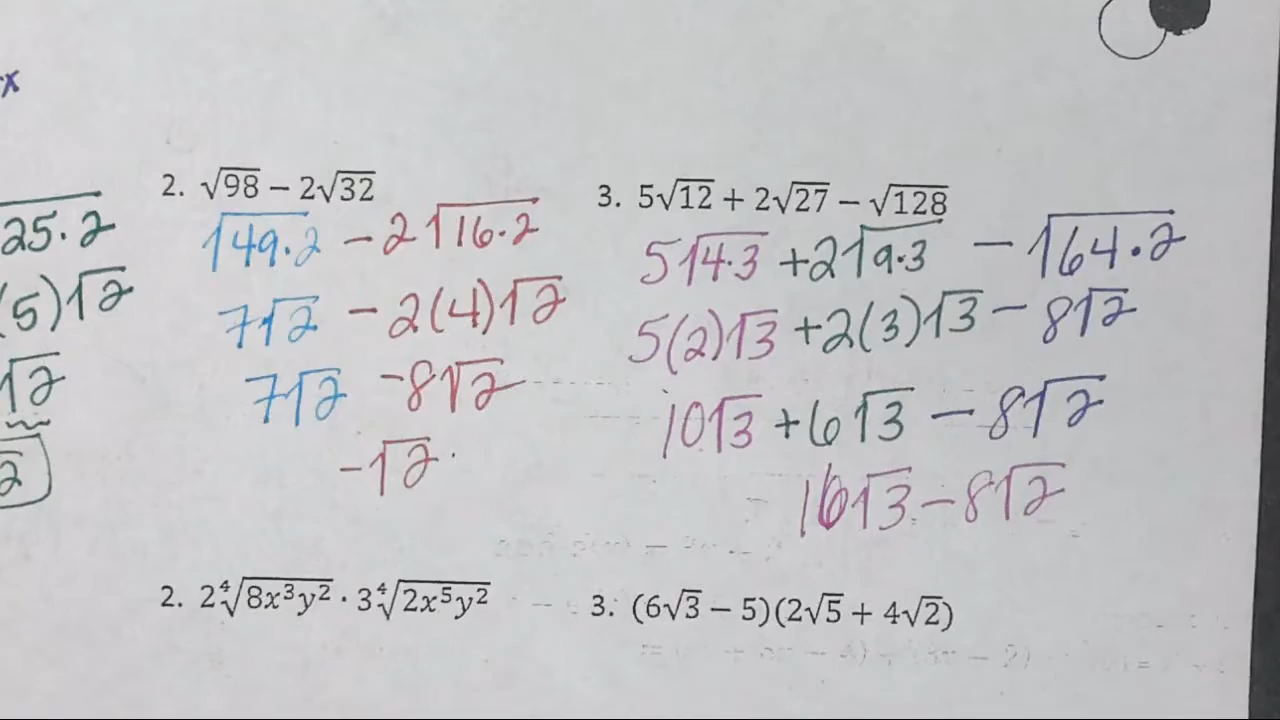 ·x
√25·2
(5)√2
√2
√2
2. √98 − 2√32
√49·2 − 2√16·2
7√2 − 2(4)√2
7√2 − 8√2
−√2
3. 5√12 + 2√27 − √128
5√4·3 + 2√9·3 − √64·2
5(2)√3 + 2(3)√3 − 8√2
10√3 + 6√3 − 8√2
16√3 − 8√2
2. 2∜8x³y² · 3∜2x⁵y²
3. (6√3 − 5)(2√5 + 4√2)